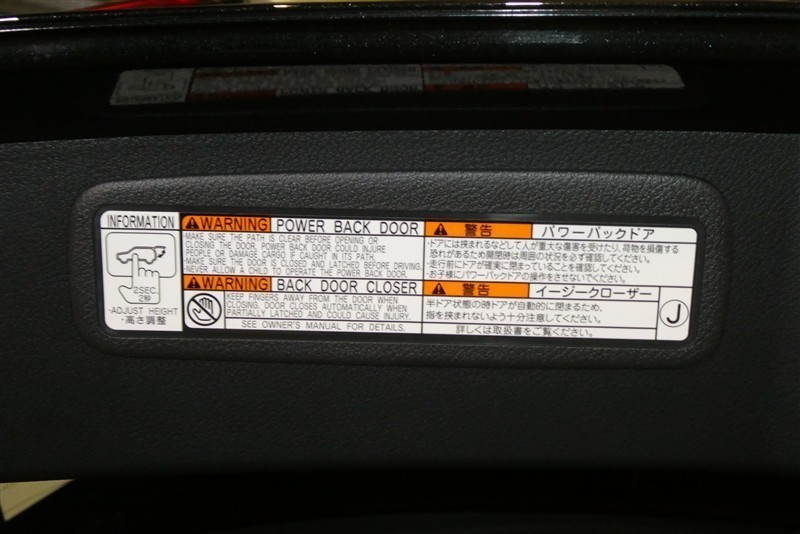 INFORMATION
2SEC.
2秒
・ADJUST HEIGHT
・高さ調整
WARNING POWER BACK DOOR
・MAKE SURE THE PATH IS CLEAR BEFORE OPENING OR
CLOSING THE DOOR. POWER BACK DOOR COULD INJURE
PEOPLE OR DAMAGE CARGO IF CAUGHT IN ITS PATH.
・MAKE SURE THE DOOR IS CLOSED AND LATCHED BEFORE DRIVING.
・NEVER ALLOW A CHILD TO OPERATE THE POWER BACK DOOR.
WARNING BACK DOOR CLOSER
KEEP FINGERS AWAY FROM THE DOOR WHEN
CLOSING. DOOR CLOSES AUTOMATICALLY WHEN
PARTIALLY LATCHED AND COULD CAUSE INJURY.
SEE OWNER'S MANUAL FOR DETAILS.
警告 パワーバックドア
・ドアには挟まれるなどして人が重大な傷害を受けたり、荷物を損傷する
恐れがあるため開閉時は周囲の状況を必ず確認してください。
・走行前にドアが確実に閉まっていることを確認してください。
・お子様にパワーバックドアの操作をさせないでください。
警告 イージークローザー
半ドア状態の時ドアが自動的に閉まるため、
指を挟まれないよう十分注意してください。
詳しくは取扱書をご覧ください。
J